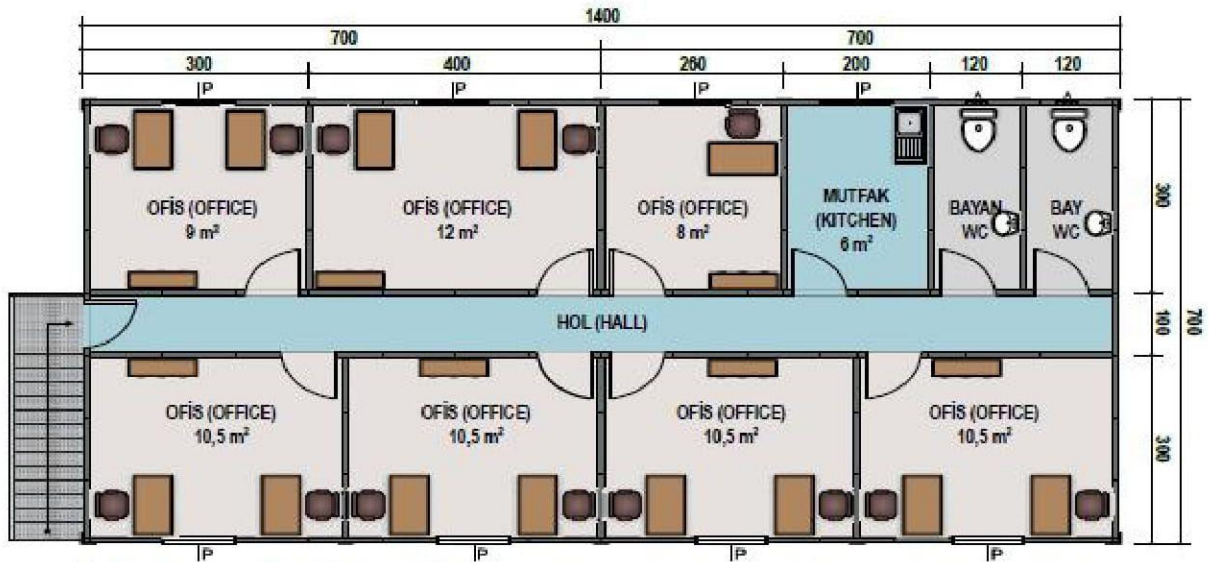 1400
700 700
300 400 260 200 120 120
P P P P
OFİS (OFFICE)
9 m²
OFİS (OFFICE)
12 m²
OFİS (OFFICE)
8 m²
MUTFAK
(KITCHEN)
6 m²
BAYAN
WC
BAY
WC
300
HOL (HALL)
100
700
OFİS (OFFICE)
10,5 m²
OFİS (OFFICE)
10,5 m²
OFİS (OFFICE)
10,5 m²
OFİS (OFFICE)
10,5 m²
300
P P P P